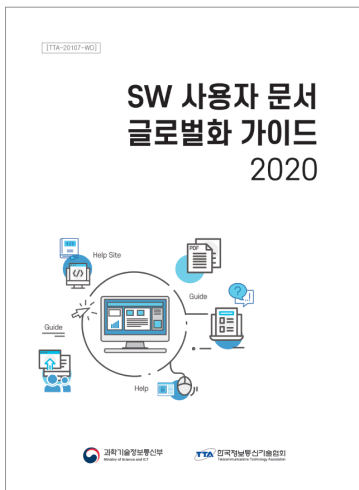 [TTA-20107-WD]
SW 사용자 문서
글로벌화 가이드
2020
Help Site
PDF
Guide
Guide
Help
과학기술정보통신부
Ministry of Science and ICT
TTA 한국정보통신기술협회
Telecommunications Technology Association